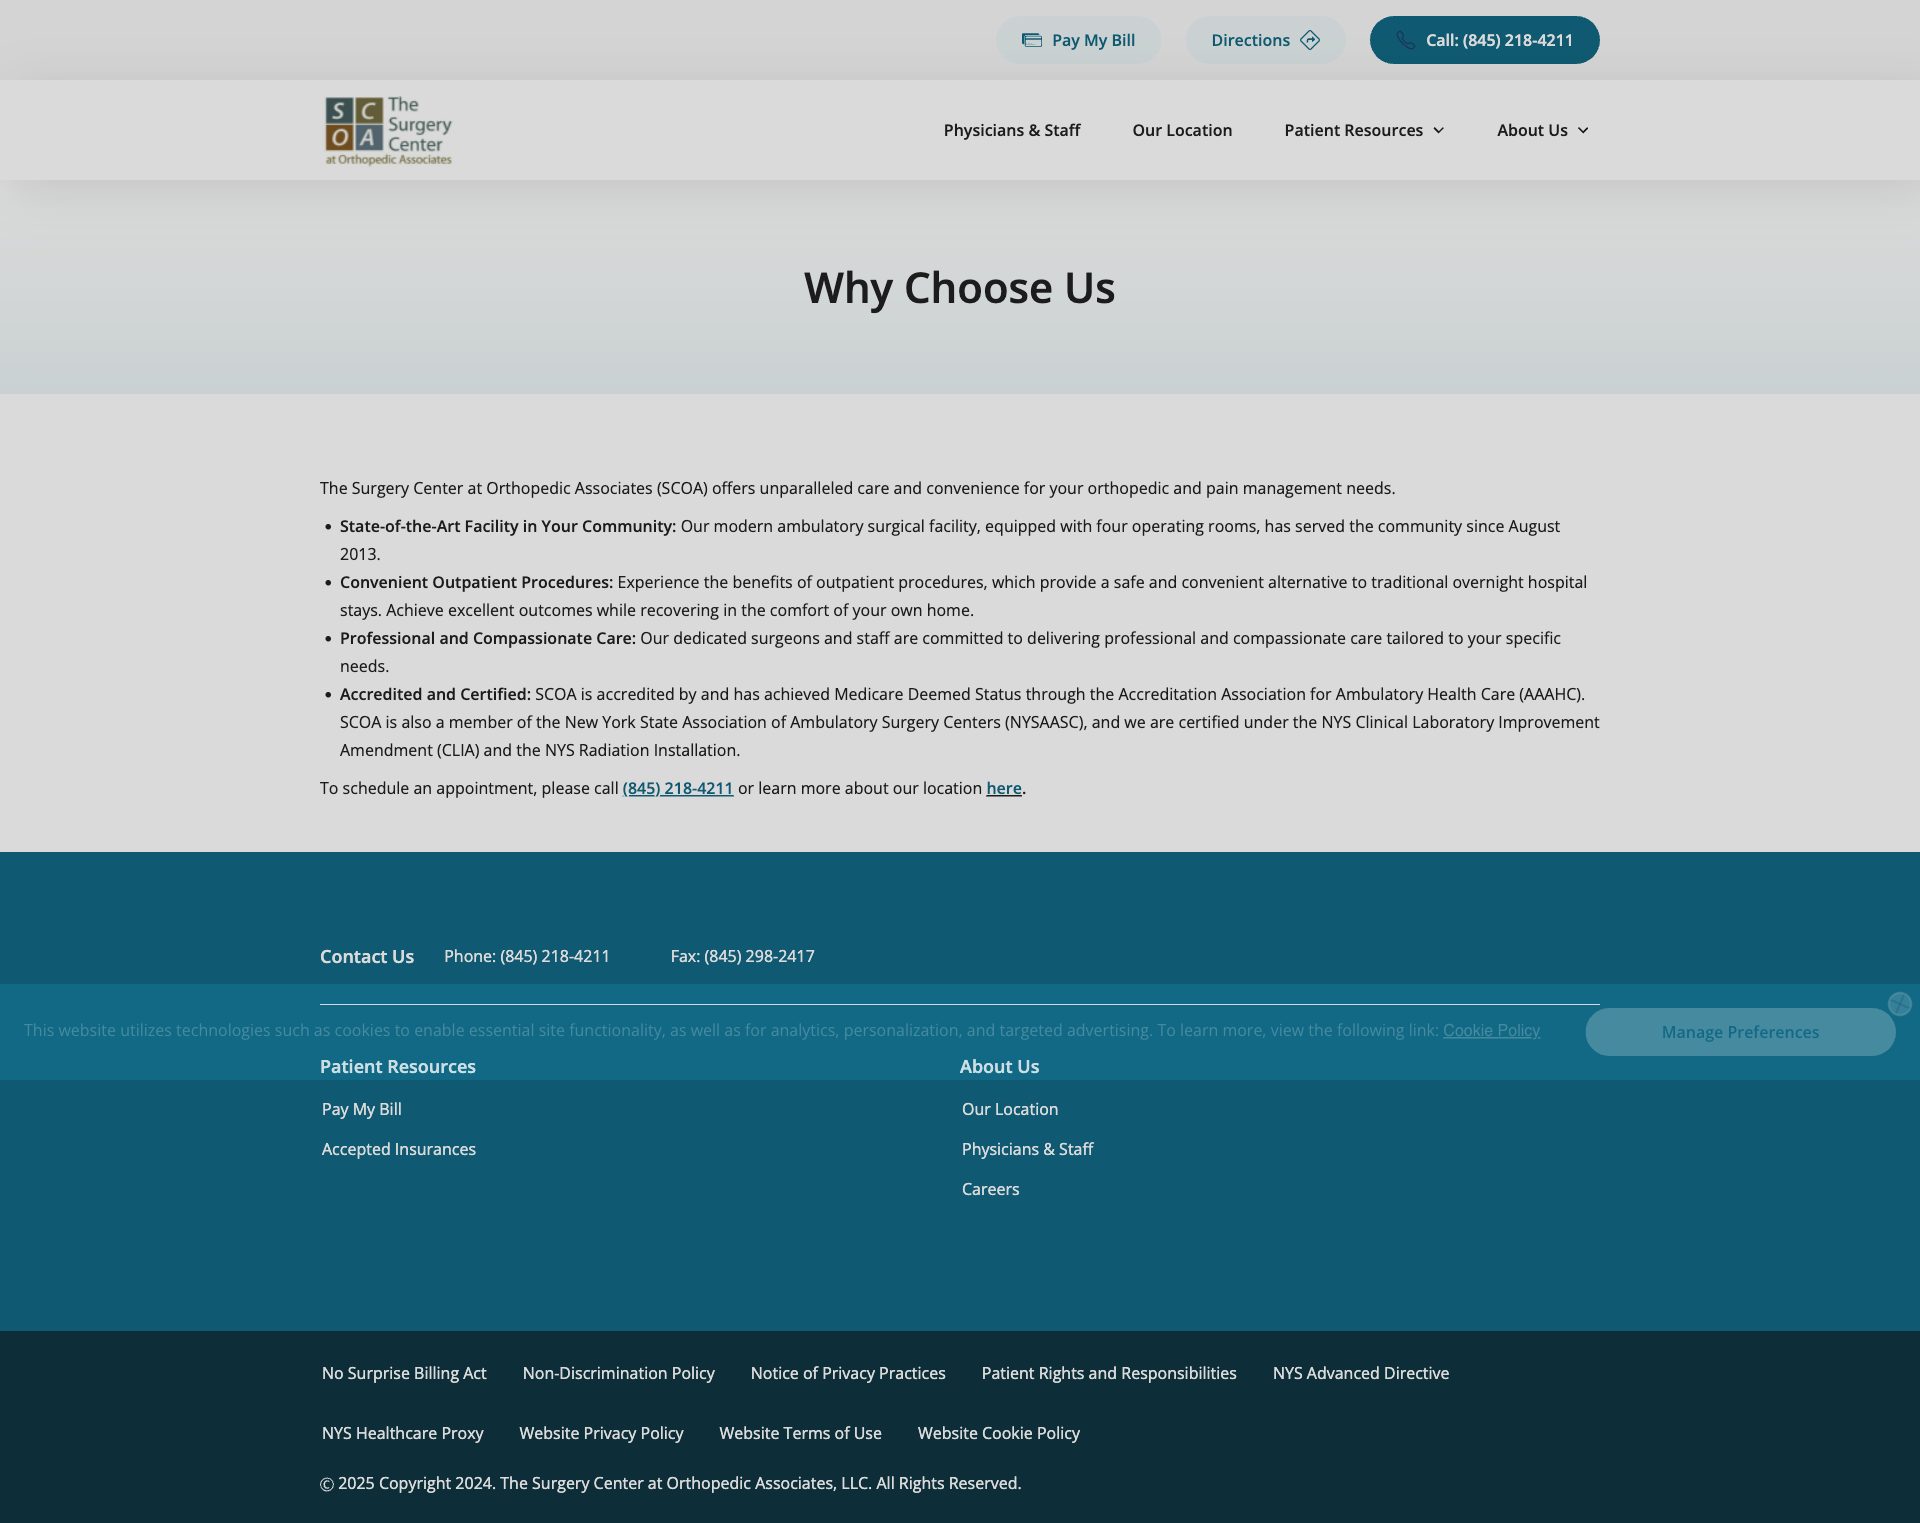 Pay My Bill
Directions
Call: (845) 218-4211
S C O A
The
Surgery
Center
at Orthopedic Associates
Physicians & Staff
Our Location
Patient Resources
About Us
Why Choose Us
The Surgery Center at Orthopedic Associates (SCOA) offers unparalleled care and convenience for your orthopedic and pain management needs.
• State-of-the-Art Facility in Your Community: Our modern ambulatory surgical facility, equipped with four operating rooms, has served the community since August
2013.
• Convenient Outpatient Procedures: Experience the benefits of outpatient procedures, which provide a safe and convenient alternative to traditional overnight hospital
stays. Achieve excellent outcomes while recovering in the comfort of your own home.
• Professional and Compassionate Care: Our dedicated surgeons and staff are committed to delivering professional and compassionate care tailored to your specific
needs.
• Accredited and Certified: SCOA is accredited by and has achieved Medicare Deemed Status through the Accreditation Association for Ambulatory Health Care (AAAHC).
SCOA is also a member of the New York State Association of Ambulatory Surgery Centers (NYSAASC), and we are certified under the NYS Clinical Laboratory Improvement
Amendment (CLIA) and the NYS Radiation Installation.
To schedule an appointment, please call (845) 218-4211 or learn more about our location here.
Contact Us
Phone: (845) 218-4211
Fax: (845) 298-2417
This website utilizes technologies such as cookies to enable essential site functionality, as well as for analytics, personalization, and targeted advertising. To learn more, view the following link: Cookie Policy
Manage Preferences
Patient Resources
Pay My Bill
Accepted Insurances
About Us
Our Location
Physicians & Staff
Careers
No Surprise Billing Act
Non-Discrimination Policy
Notice of Privacy Practices
Patient Rights and Responsibilities
NYS Advanced Directive
NYS Healthcare Proxy
Website Privacy Policy
Website Terms of Use
Website Cookie Policy
© 2025 Copyright 2024. The Surgery Center at Orthopedic Associates, LLC. All Rights Reserved.